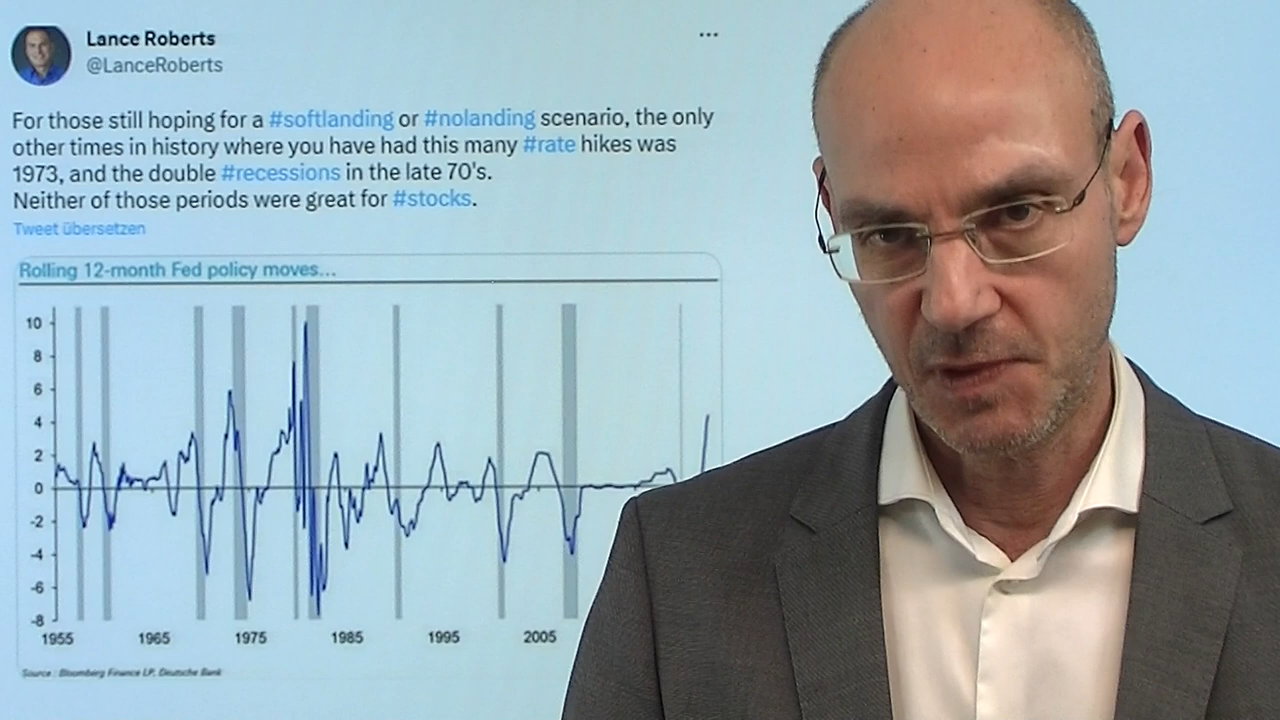 Lance Roberts
@LanceRoberts
...
For those still hoping for a #softlanding or #nolanding scenario, the only
other times in history where you have had this many #rate hikes was
1973, and the double #recessions in the late 70's.
Neither of those periods were great for #stocks.
Tweet übersetzen
Rolling 12-month Fed policy moves...
10
8
6
4
2
0
-2
-4
-6
-8
1955 1965 1975 1985 1995 2005
Source : Bloomberg Finance LP, Deutsche Bank